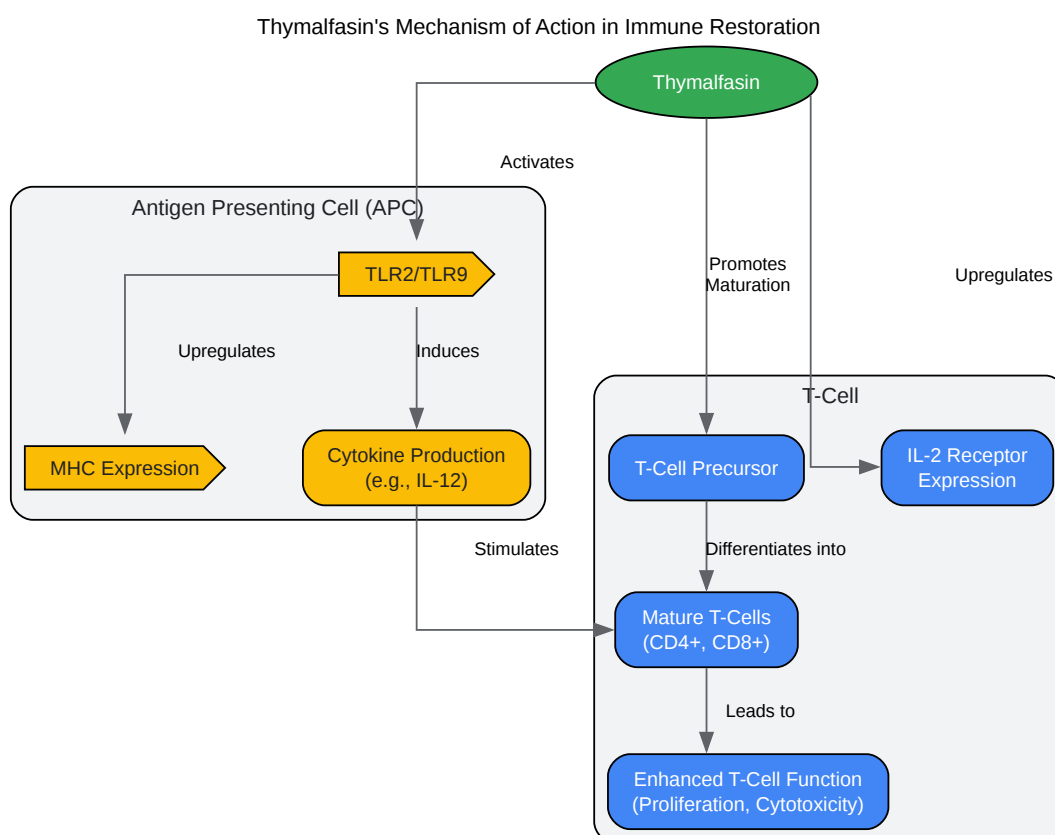 Thymalfasin's Mechanism of Action in Immune Restoration
Thymalfasin
Activates
Antigen Presenting Cell (APC)
TLR2/TLR9
Promotes
Maturation
Upregulates
Upregulates
Induces
T-Cell
MHC Expression
Cytokine Production
(e.g., IL-12)
T-Cell Precursor
IL-2 Receptor
Expression
Stimulates
Differentiates into
Mature T-Cells
(CD4+, CD8+)
Leads to
Enhanced T-Cell Function
(Proliferation, Cytotoxicity)